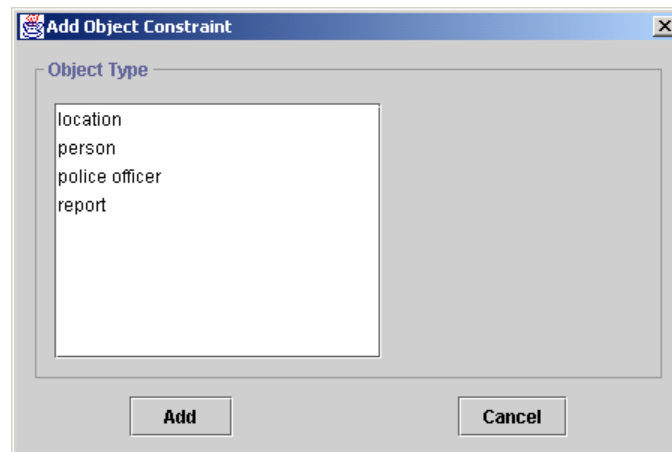 Add Object Constraint
Object Type
location
person
police officer
report
Add
Cancel